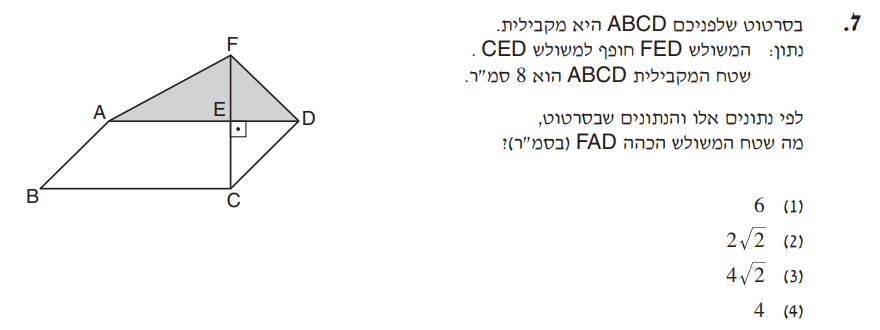 7. בסרטוט שלפניכם ABCD היא מקבילית.
נתון: המשולש FED חופף למשולש CED .
שטח המקבילית ABCD הוא 8 סמ"ר.
לפי נתונים אלו והנתונים שבסרטוט,
מה שטח המשולש הכהה FAD (בסמ"ר)?
(1) 6
(2) 2√2
(3) 4√2
(4) 4
F
A E D
B C